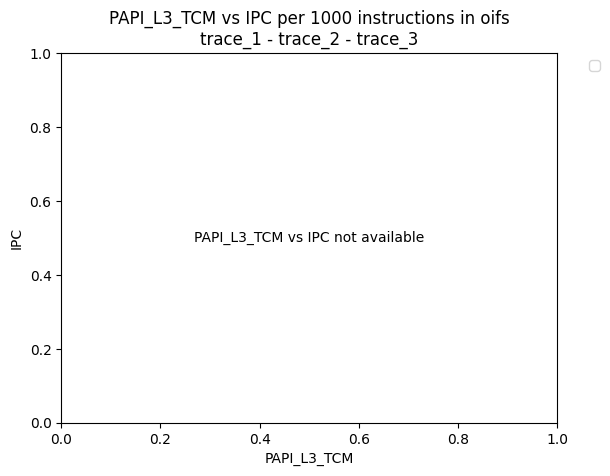 PAPI_L3_TCM vs IPC per 1000 instructions in oifs
trace_1 - trace_2 - trace_3
1.0
0.8
0.6
PAPI_L3_TCM vs IPC not available
IPC
0.4
0.2
0.0
0.0 0.2 0.4 0.6 0.8 1.0
PAPI_L3_TCM